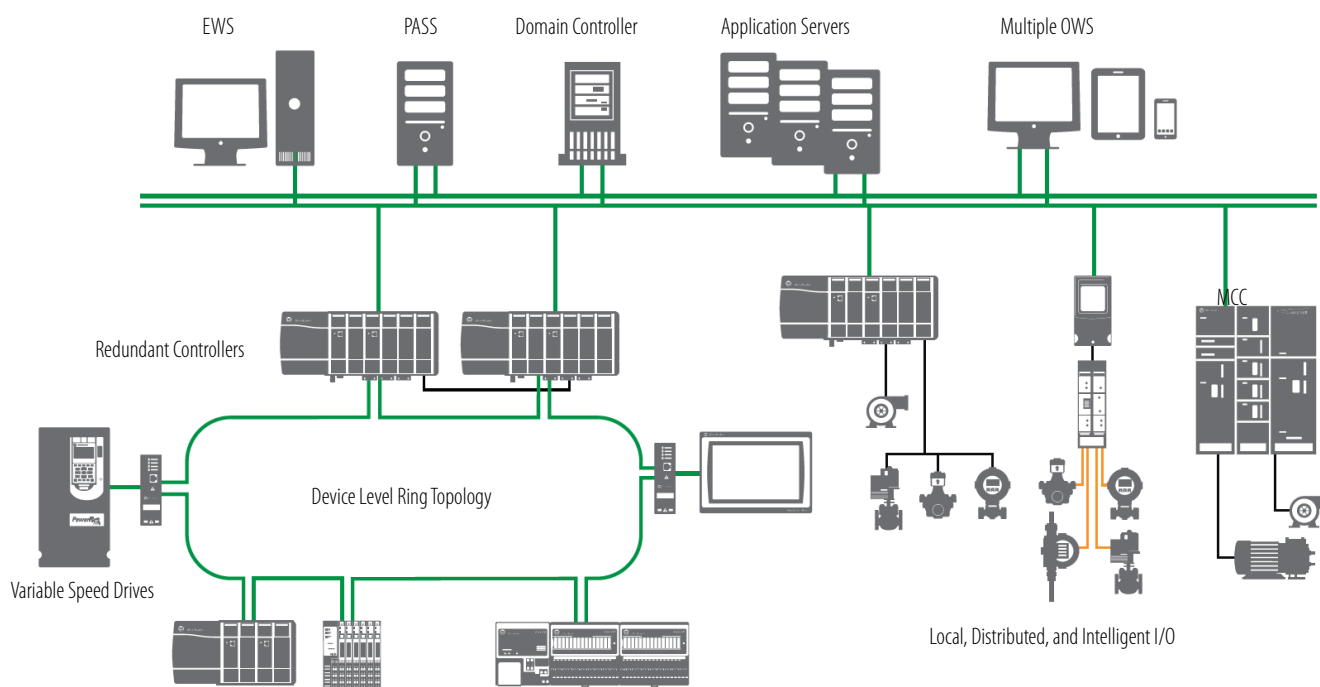 EWS
PASS
Domain Controller
Application Servers
Multiple OWS
Redundant Controllers
MCC
Device Level Ring Topology
PowerFlex
Variable Speed Drives
Local, Distributed, and Intelligent I/O